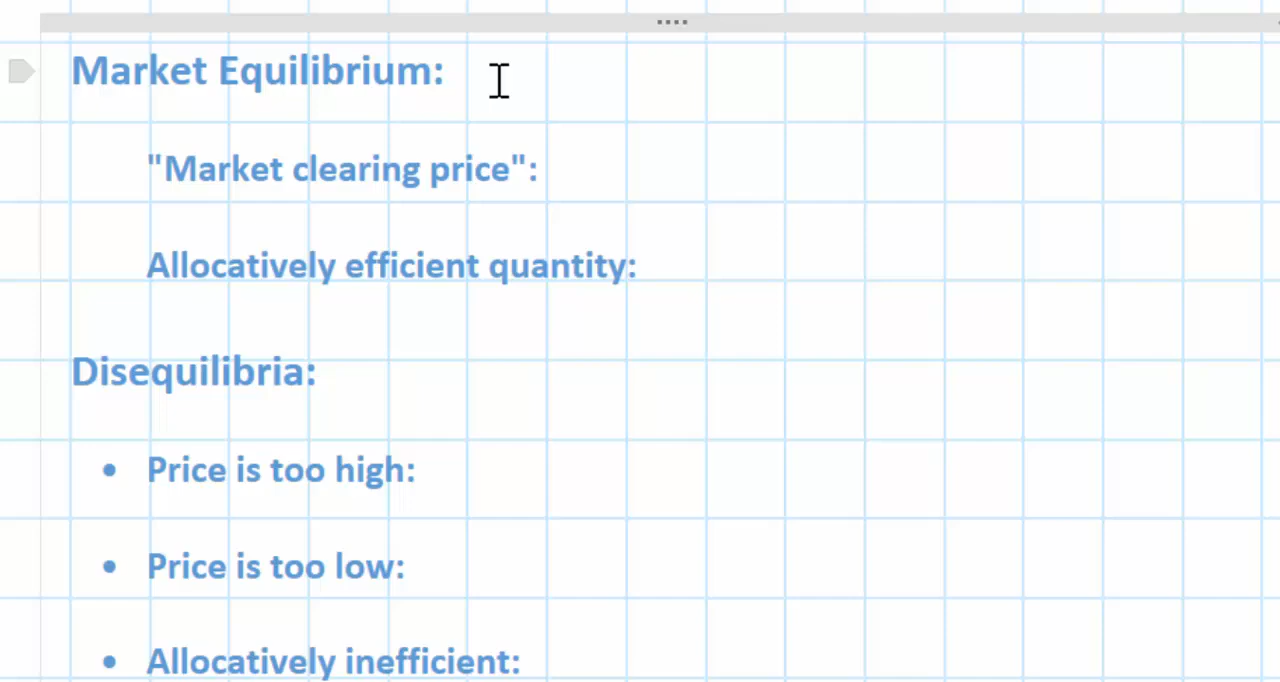 Market Equilibrium:
"Market clearing price":
Allocatively efficient quantity:
Disequilibria:
• Price is too high:
• Price is too low:
• Allocatively inefficient: